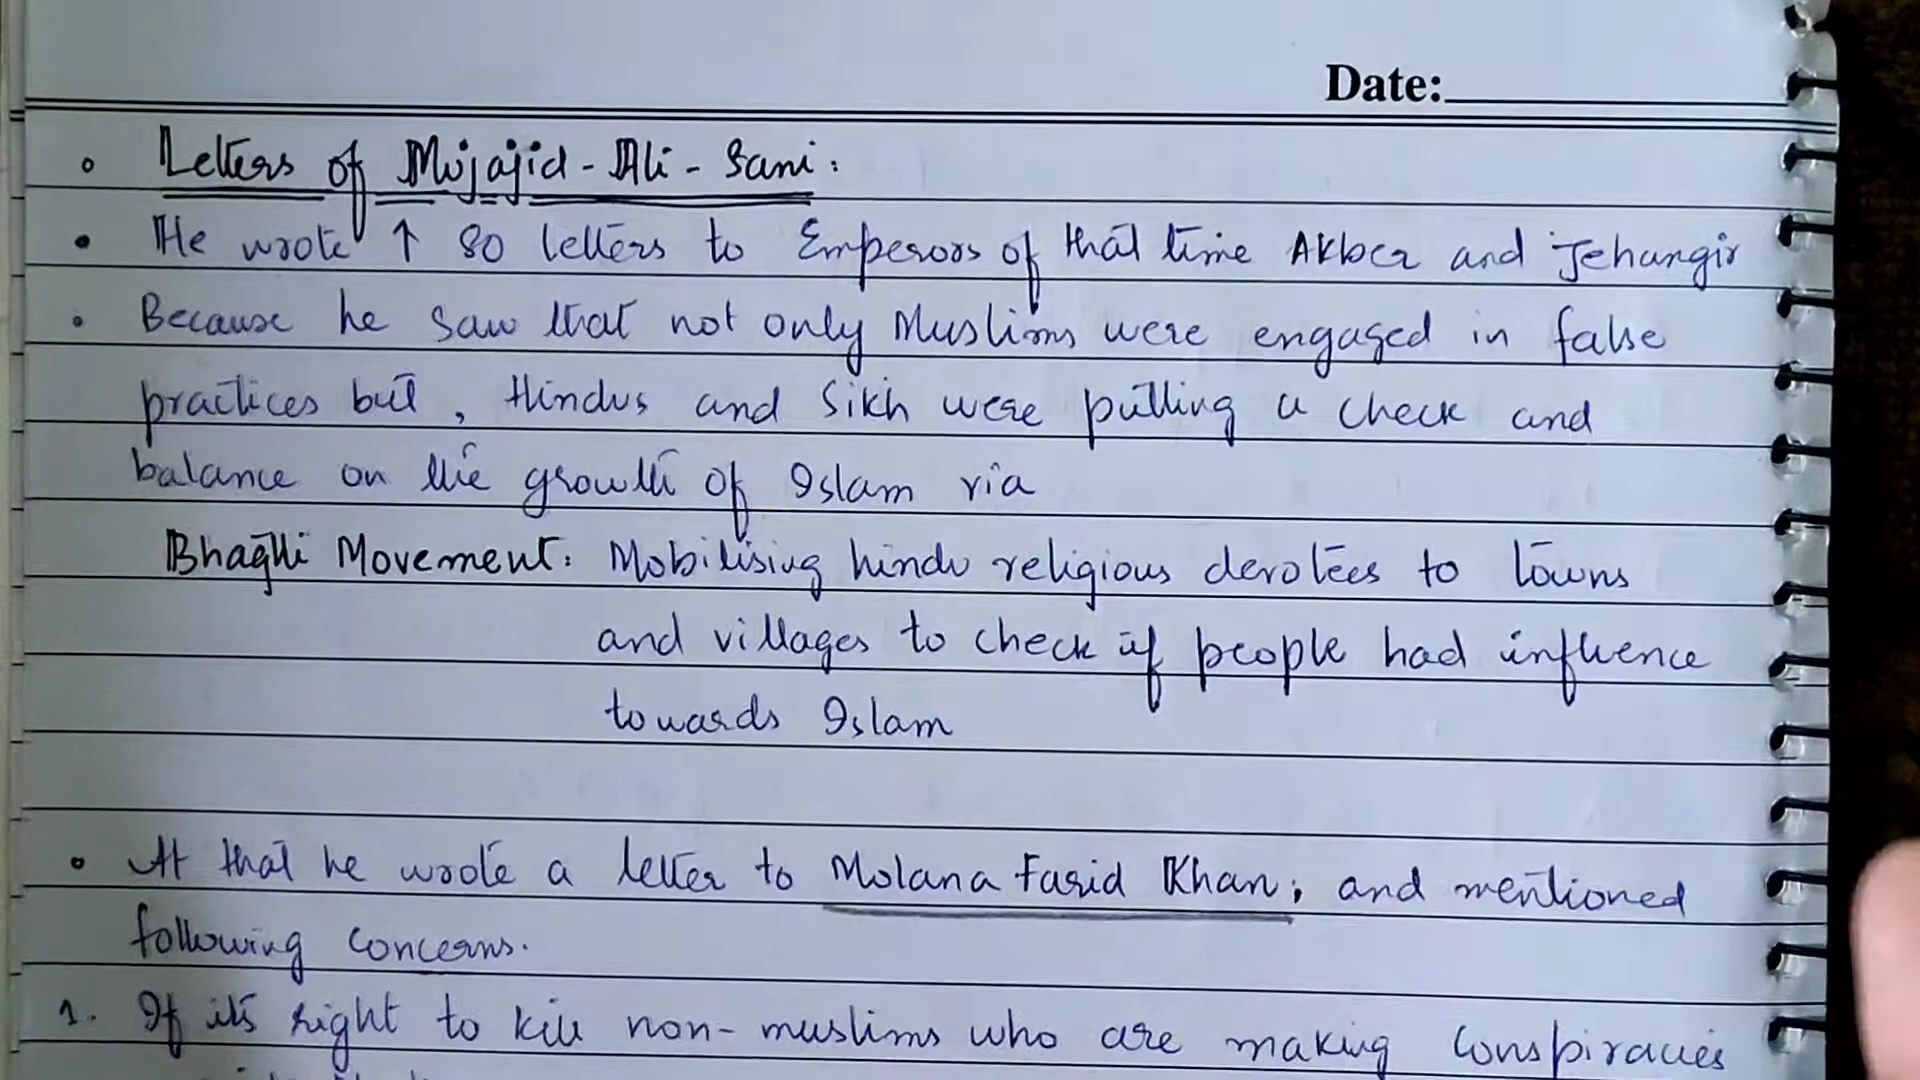 Date:
Letters of Mujajid-Ali-Sani:
He wrote ↑ 80 letters to Emperors of that time Akber and Jehangir
Because he saw that not only Muslims were engaged in false
practices but, Hindus and Sikh were putting a check and
balance on the growth of Islam via
Bhagthi Movement: Mobilising hindu religious devotees to towns
and villages to check if people had influence
towards Islam
At that he wrote a letter to Molana Farid Khan; and mentioned
following concerns.
1. If its right to kill non-muslims who are making conspiracies